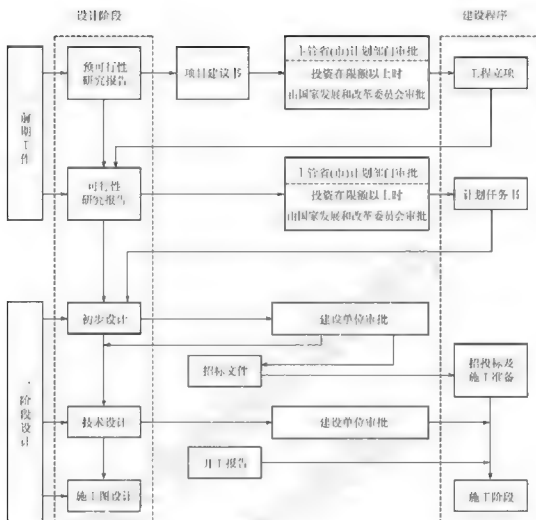 设计阶段
建设程序
前期工作
预可行性
研究报告
项目建议书
主管省(市)计划部门审批
投资在限额以上时
由国家发展和改革委员会审批
工程立项
可行性
研究报告
主管省(市)计划部门审批
投资在限额以上时
由国家发展和改革委员会审批
计划任务书
阶段设计
初步设计
建设单位审批
招标文件
招投标及
施工准备
技术设计
建设单位审批
开工报告
施工图设计
施工阶段